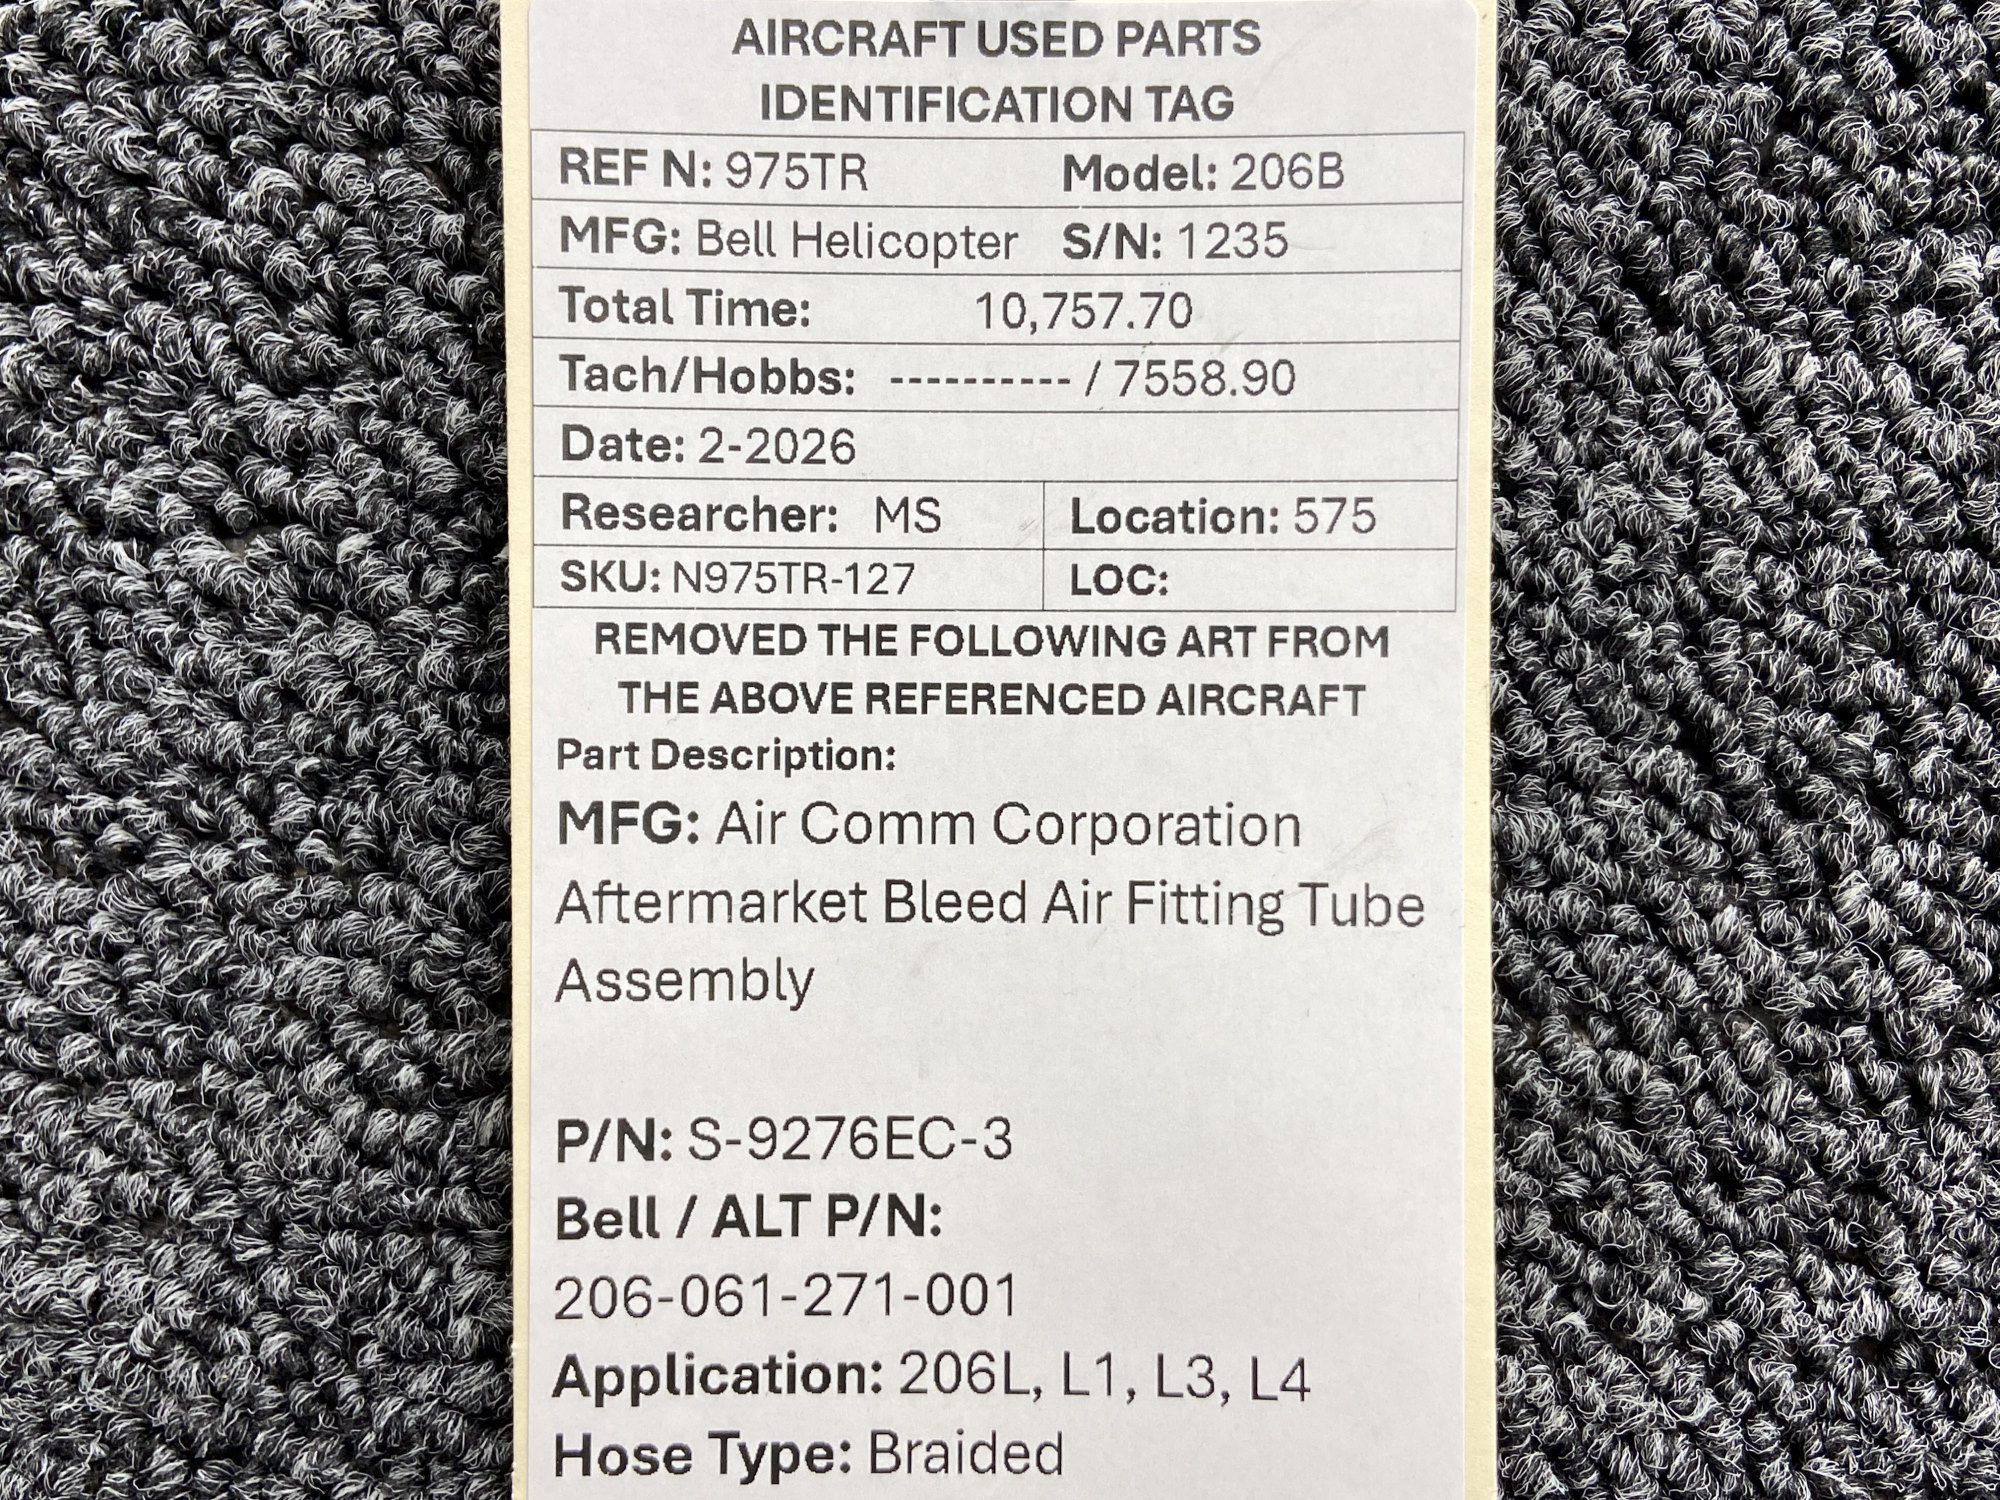 AIRCRAFT USED PARTS
IDENTIFICATION TAG
REF N: 975TR Model: 206B
MFG: Bell Helicopter S/N: 1235
Total Time: 10,757.70
Tach/Hobbs: ---------- / 7558.90
Date: 2-2026
Researcher: MS Location: 575
SKU: N975TR-127 LOC:
REMOVED THE FOLLOWING ART FROM
THE ABOVE REFERENCED AIRCRAFT
Part Description:
MFG: Air Comm Corporation
Aftermarket Bleed Air Fitting Tube
Assembly
P/N: S-9276EC-3
Bell / ALT P/N:
206-061-271-001
Application: 206L, L1, L3, L4
Hose Type: Braided